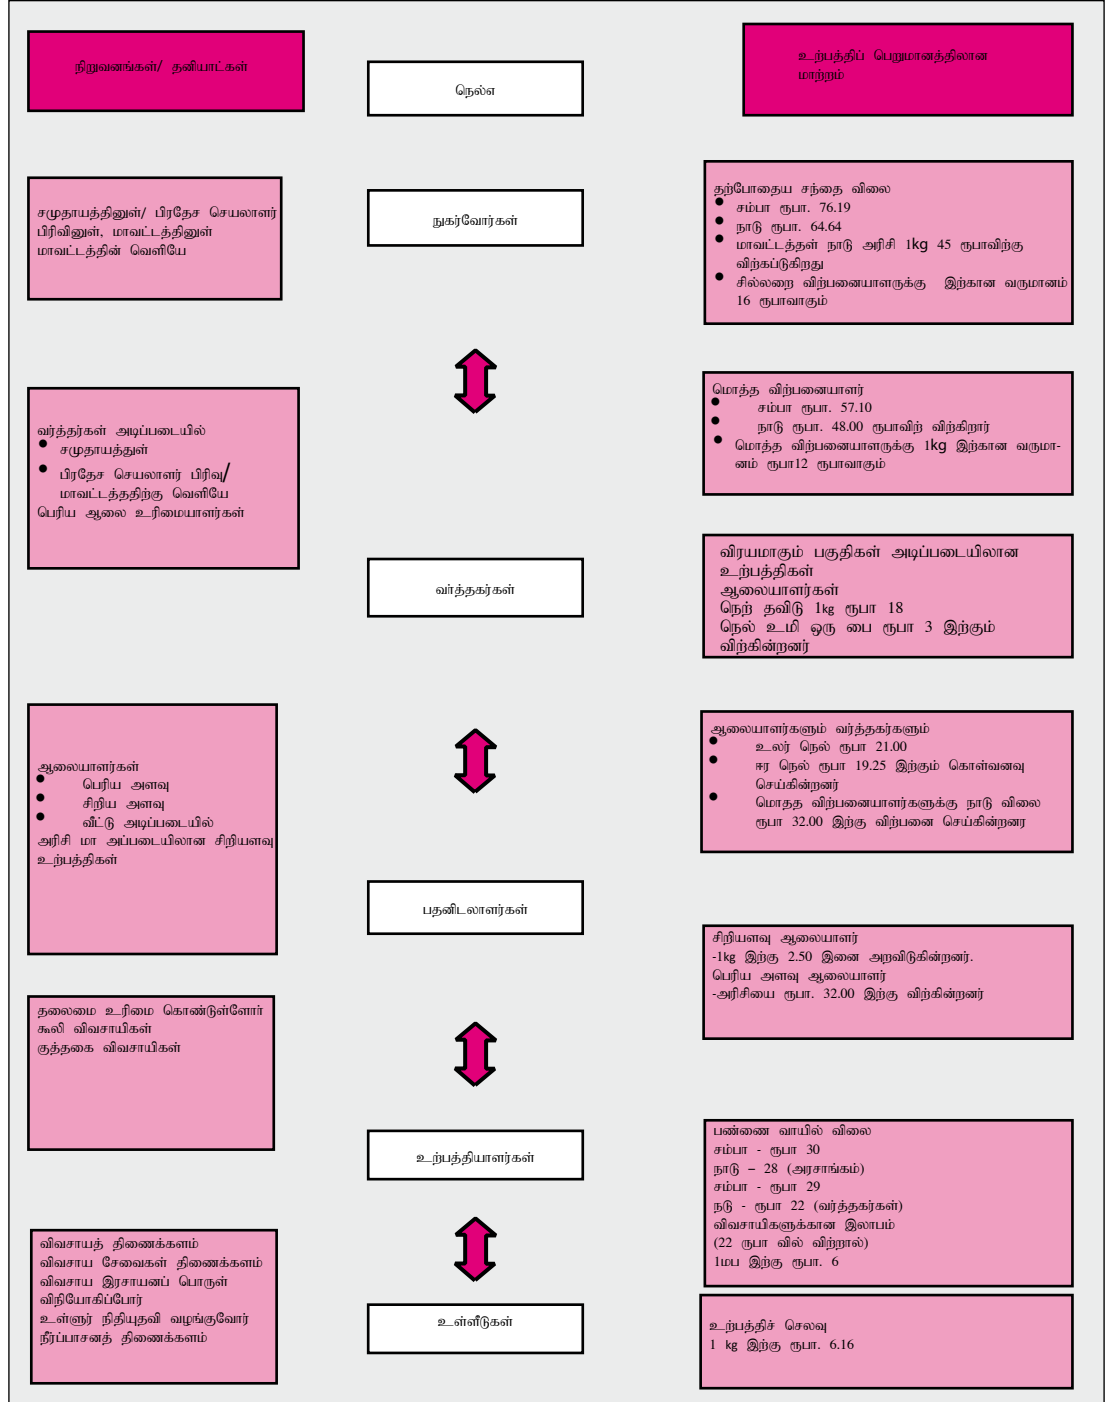 நிறுவனங்கள்/ தனியாட்கள்
நெல்எ
உற்பத்திப் பெறுமானத்திலான
மாற்றம்
சமுதாயத்தினுள்/ பிரதேச செயலாளர்
பிரிவினுள், மாவட்டத்தினுள்
மாவட்டத்தின் வெளியே
நுகர்வோர்கள்
தற்போதைய சந்தை விலை
● சம்பா ரூபா. 76.19
● நாடு ரூபா. 64.64
● மாவட்டத்தள் நாடு அரிசி 1kg 45 ரூபாவிற்கு
விற்கப்டுகிறது
● சில்லறை விற்பனையாளருக்கு இற்கான வருமானம்
16 ரூபாவாகும்
வர்த்தர்கள் அடிப்படையில்
● சமுதாயத்துள்
● பிரதேச செயலாளர் பிரிவு/
மாவட்டத்ததிற்கு வெளியே
பெரிய ஆலை உரிமையாளர்கள்
மொத்த விற்பனையாளர்
● சம்பா ரூபா. 57.10
● நாடு ரூபா. 48.00 ரூபாவிற் விற்கிறார்
● மொத்த விற்பனையாளருக்கு 1kg இற்கான வருமா-
னம் ரூபா12 ரூபாவாகும்
வர்த்தகர்கள்
விரயமாகும் பகுதிகள் அடிப்படையிலான
உற்பத்திகள்
ஆலையாளர்கள்
நெற் தவிடு 1kg ரூபா 18
நெல் உமி ஒரு பை ரூபா 3 இற்கும்
விற்கின்றனர்
ஆலையாளர்கள்
● பெரிய அளவு
● சிறிய அளவு
● வீட்டு அடிப்படையில்
அரிசி மா அப்படையிலான சிறியளவு
உற்பத்திகள்
ஆலையாளர்களும் வர்த்தகர்களும்
● உலர் நெல் ரூபா 21.00
● ஈர நெல் ரூபா 19.25 இற்கும் கொள்வனவு
செய்கின்றனர்
● மொதத விற்பனையாளர்களுக்கு நாடு விலை
ரூபா 32.00 இற்கு விற்பனை செய்கின்றனர
பதனிடலாளர்கள்
சிறியளவு ஆலையாளர்
-1kg இற்கு 2.50 இனை அறவிடுகின்றனர்.
பெரிய அளவு ஆலையாளர்
-அரிசியை ரூபா. 32.00 இற்கு விற்கின்றனர்
தலைமை உரிமை கொண்டுள்ளோர்
கூலி விவசாயிகள்
குத்தகை விவசாயிகள்
உற்பத்தியாளர்கள்
பண்ணை வாயில் விலை
சம்பா - ரூபா 30
நாடு – 28 (அரசாங்கம்)
சம்பா - ரூபா 29
நடு - ரூபா 22 (வர்த்தகர்கள்)
விவசாயிகளுக்கான இலாபம்
(22 ருபா வில் விற்றால்)
1மப இற்கு ரூபா. 6
விவசாயத் திணைக்களம்
விவசாய சேவைகள் திணைக்களம்
விவசாய இரசாயனப் பொருள்
விநியோகிப்போர்
உள்ளுர் நிதியுதவி வழங்குவோர்
நீர்ப்பாசனத் திணைக்களம்
உள்ளீடுகள்
உற்பத்திச் செலவு
1 kg இற்கு ரூபா. 6.16